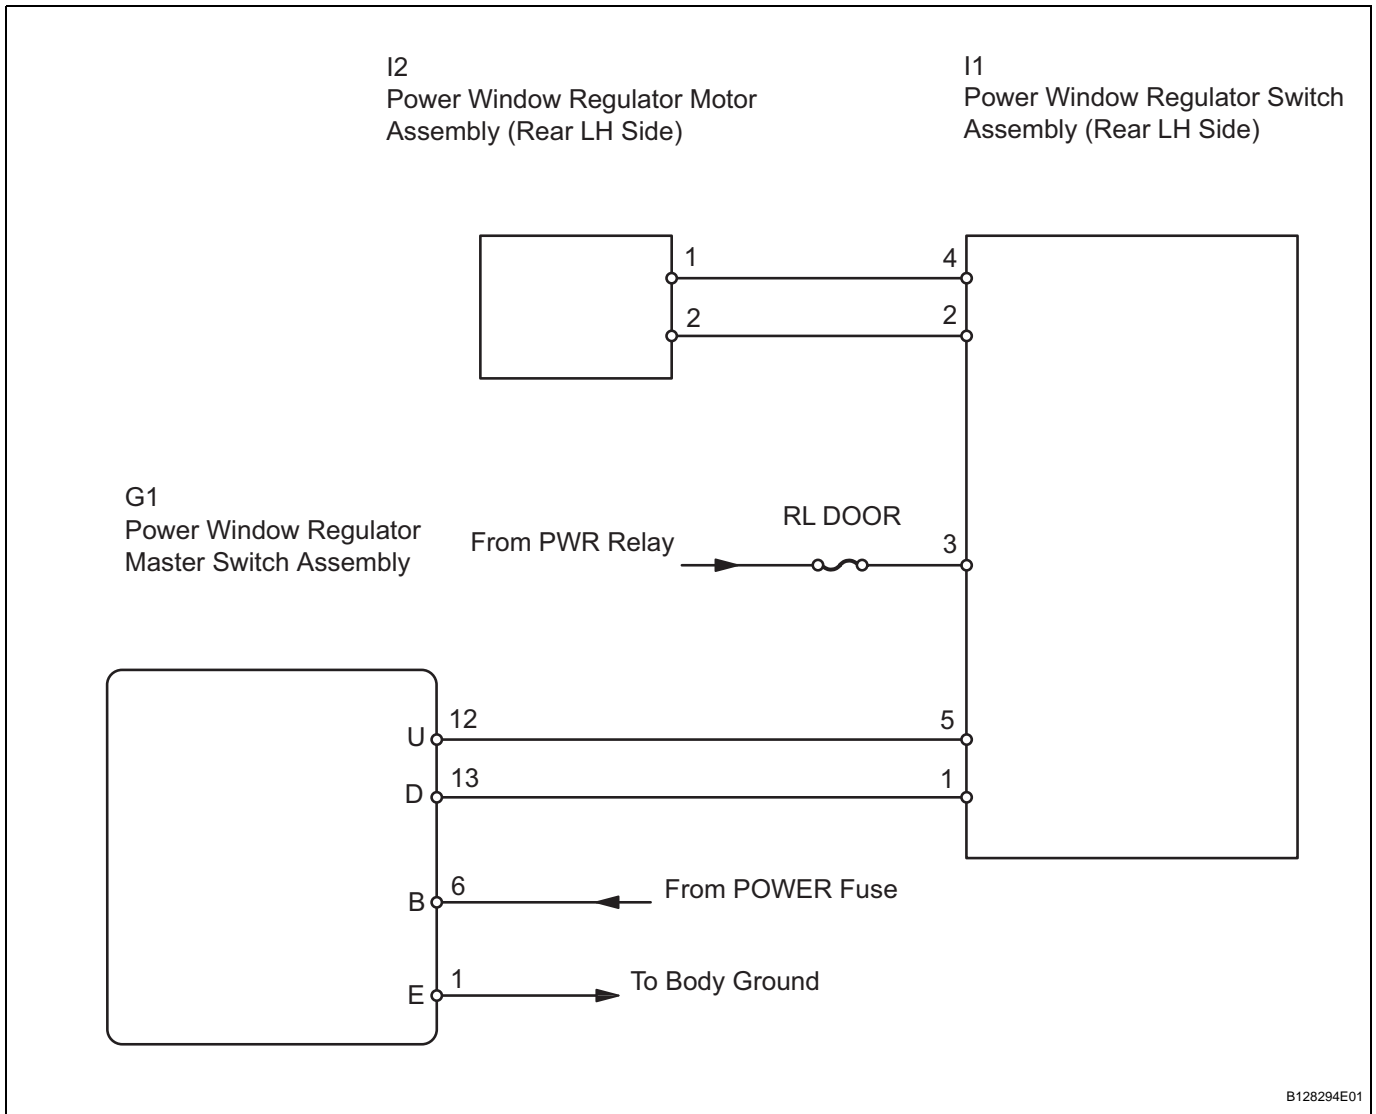 I2
Power Window Regulator Motor
Assembly (Rear LH Side)
I1
Power Window Regulator Switch
Assembly (Rear LH Side)
1
4
2
2
G1
Power Window Regulator
Master Switch Assembly
From PWR Relay
RL DOOR
3
U
12
5
D
13
1
B
6
From POWER Fuse
E
1
To Body Ground
B128294E01